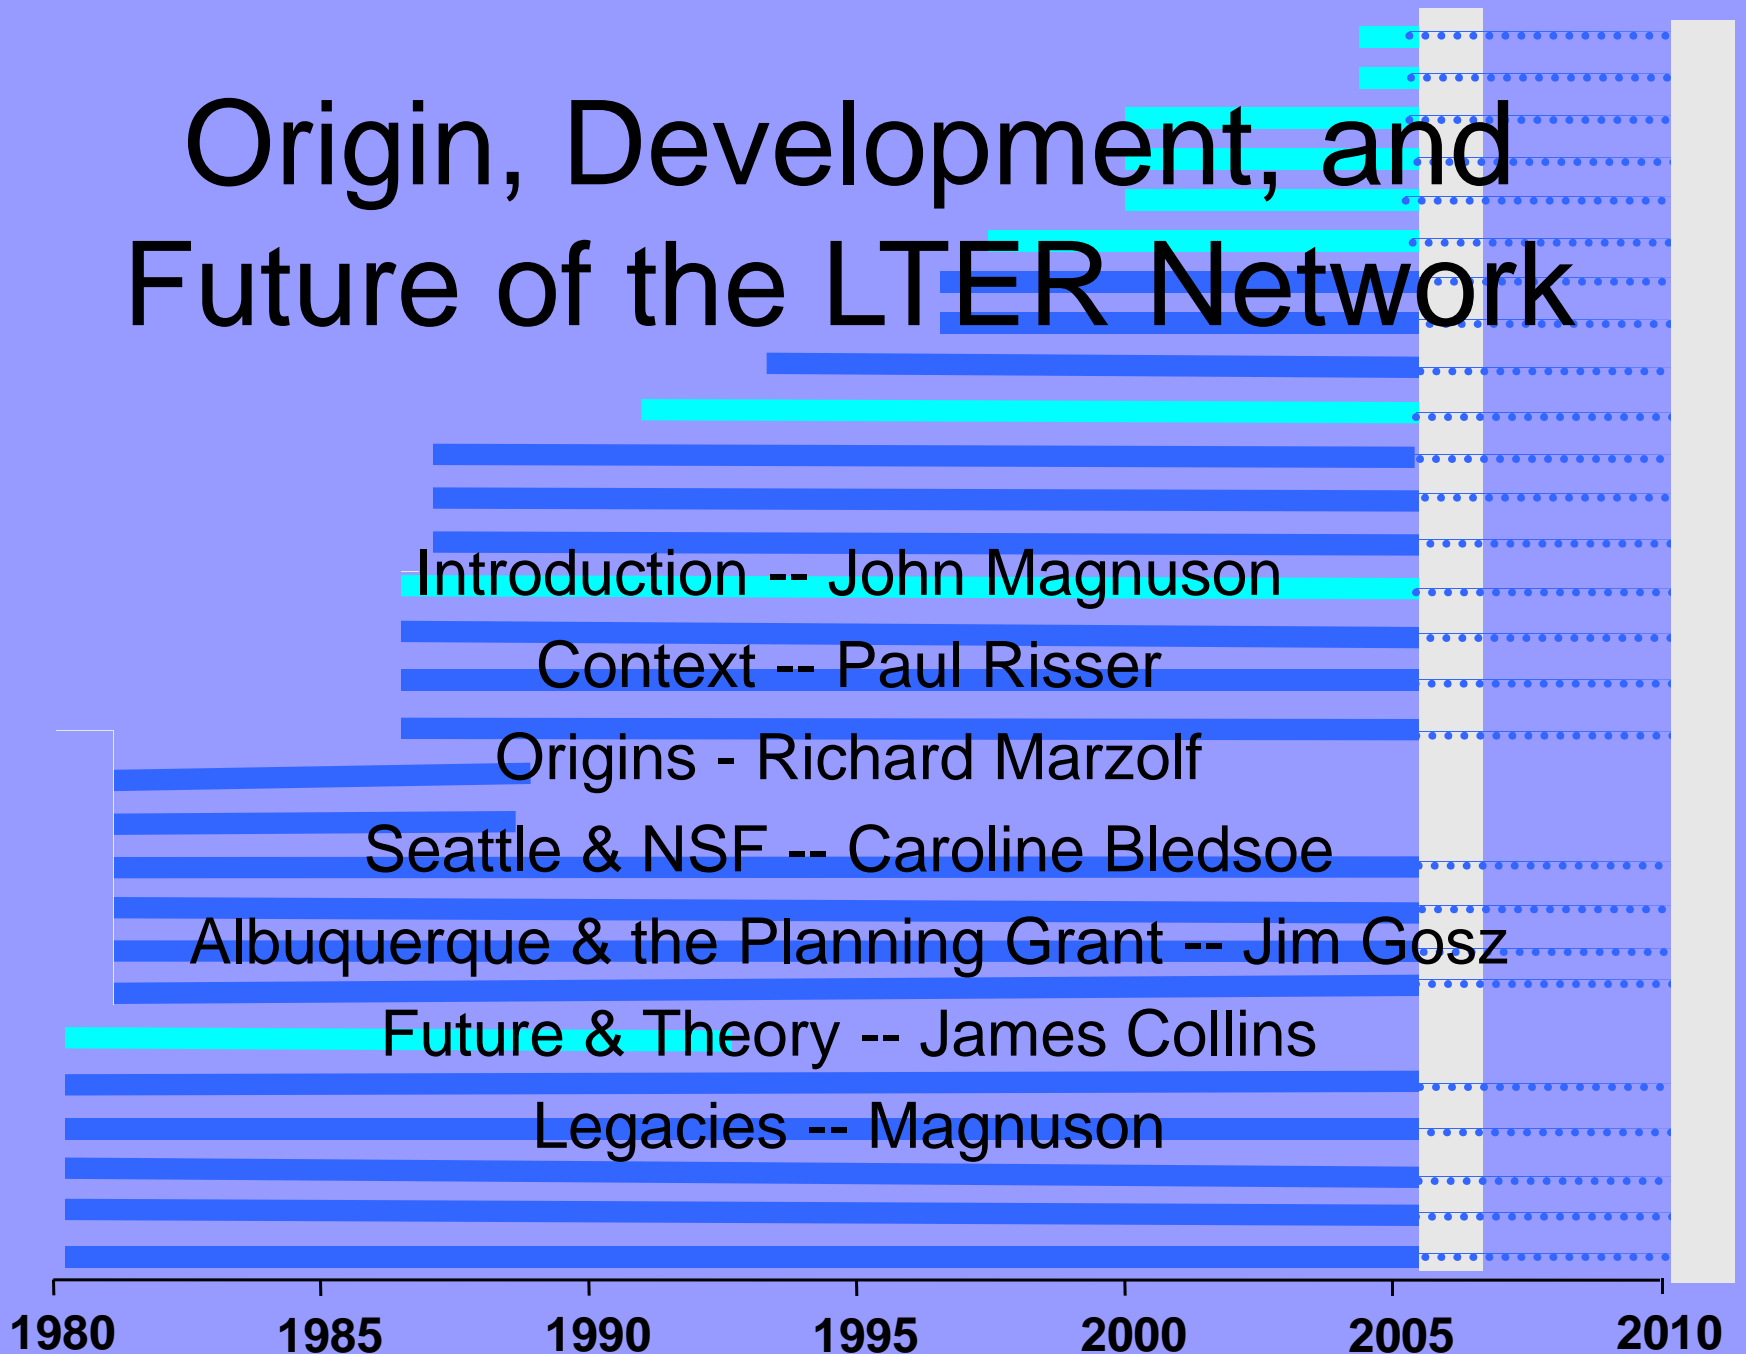 Origin, Development, and
Future of the LTER Network
Introduction -- John Magnuson
Context -- Paul Risser
Origins - Richard Marzolf
Seattle & NSF -- Caroline Bledsoe
Albuquerque & the Planning Grant -- Jim Gosz
Future & Theory -- James Collins
Legacies -- Magnuson
1980 1985 1990 1995 2000 2005 2010